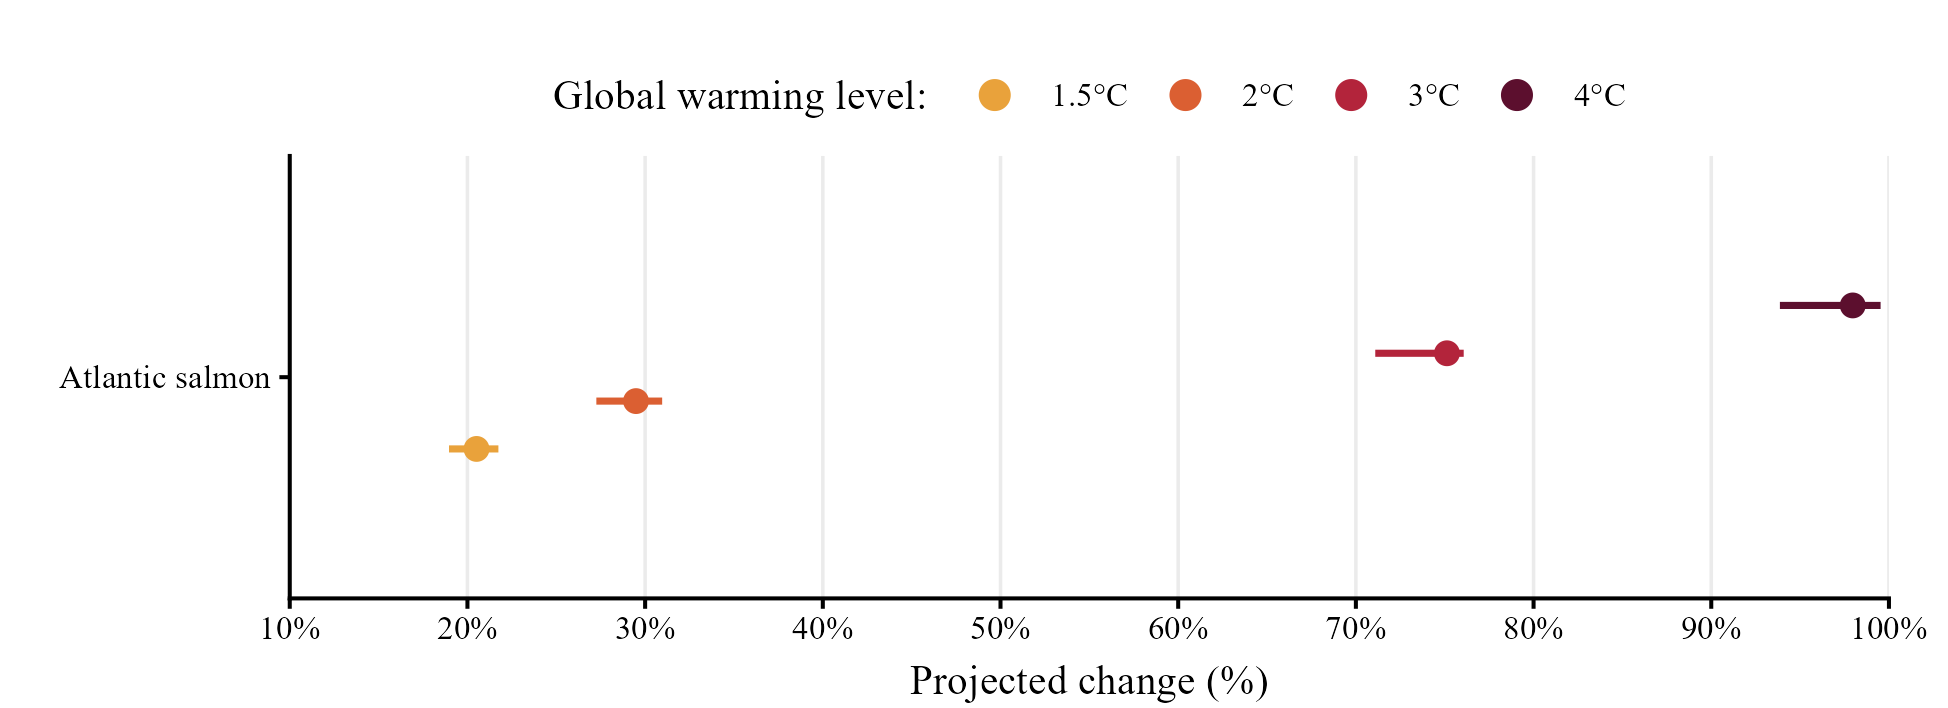 Global warming level: 1.5°C 2°C 3°C 4°C
Atlantic salmon
10% 20% 30% 40% 50% 60% 70% 80% 90% 100%
Projected change (%)